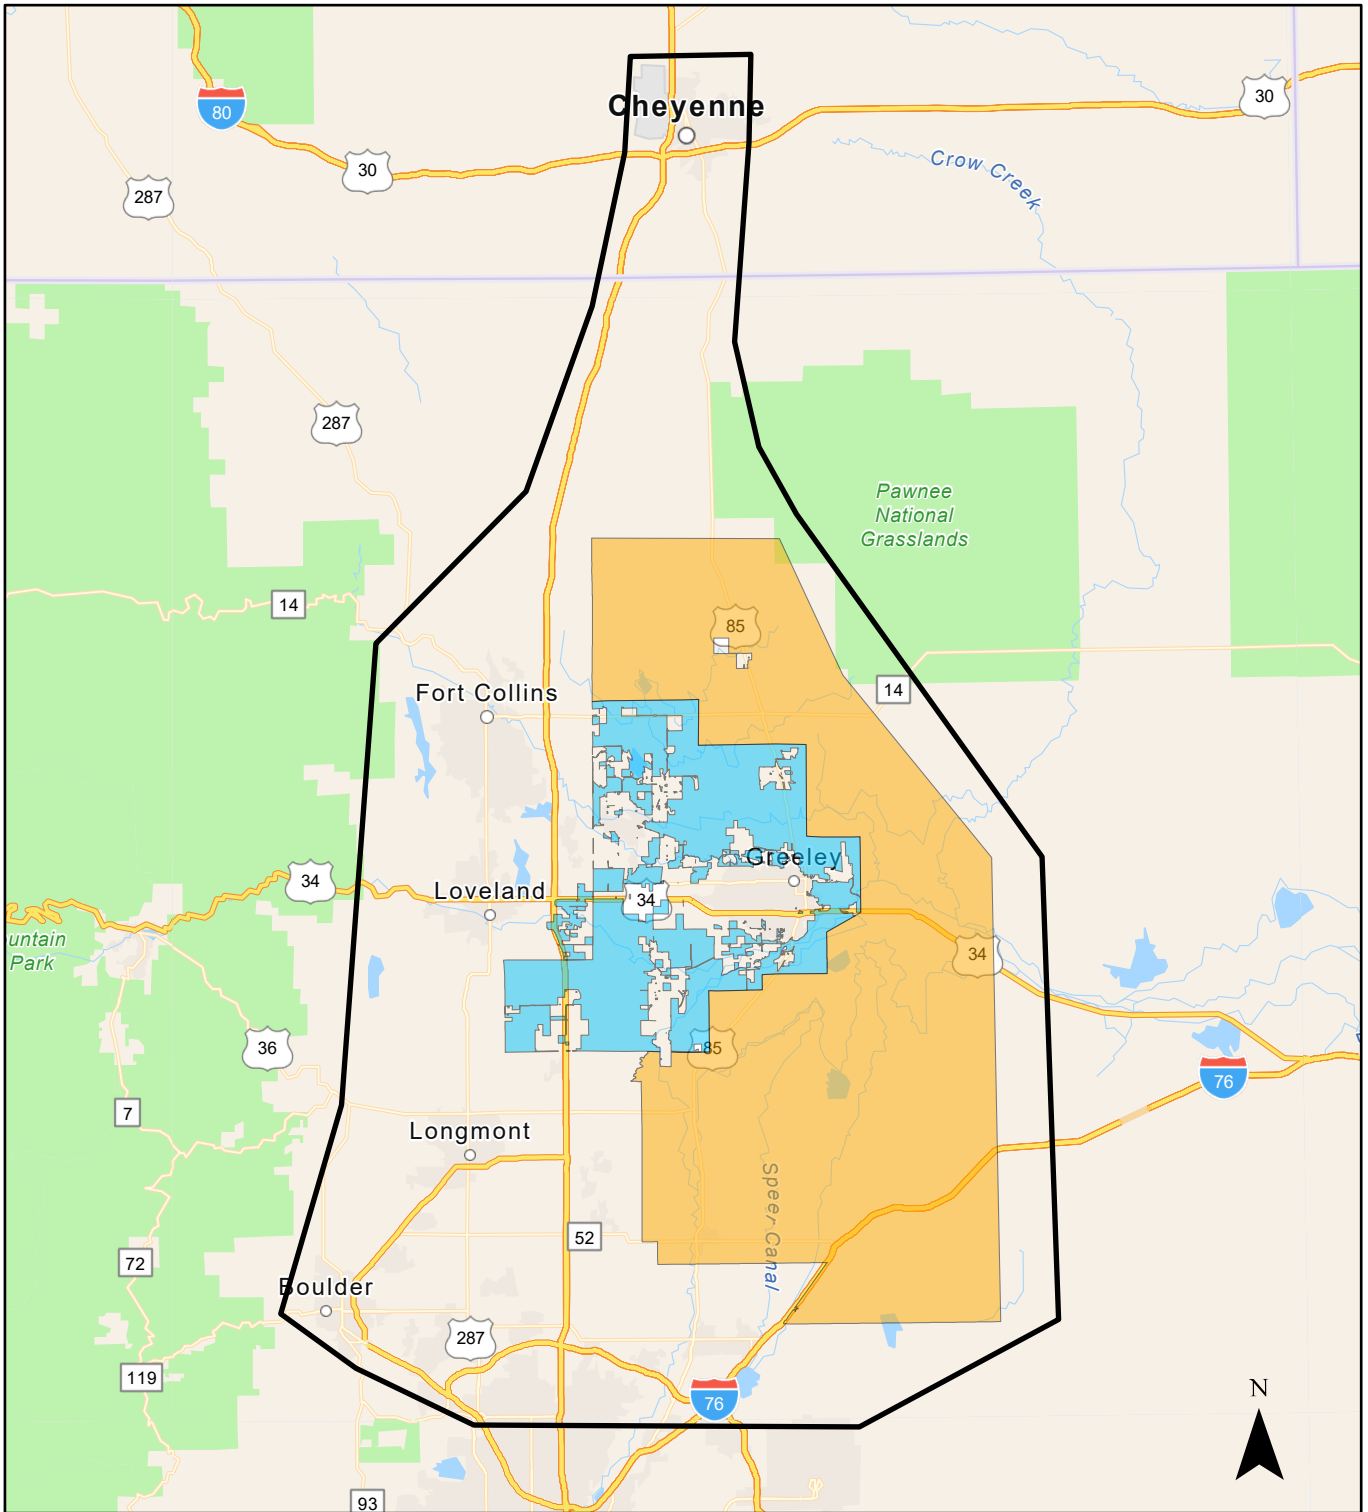 Cheyenne
80
30
30
287
Crow Creek
287
Pawnee
National
Grasslands
14
85
14
Fort Collins
Greeley
34
Loveland
34
untain
Park
34
36
85
76
7
Longmont
Speer Canal
52
72
Boulder
287
119
76
N
93